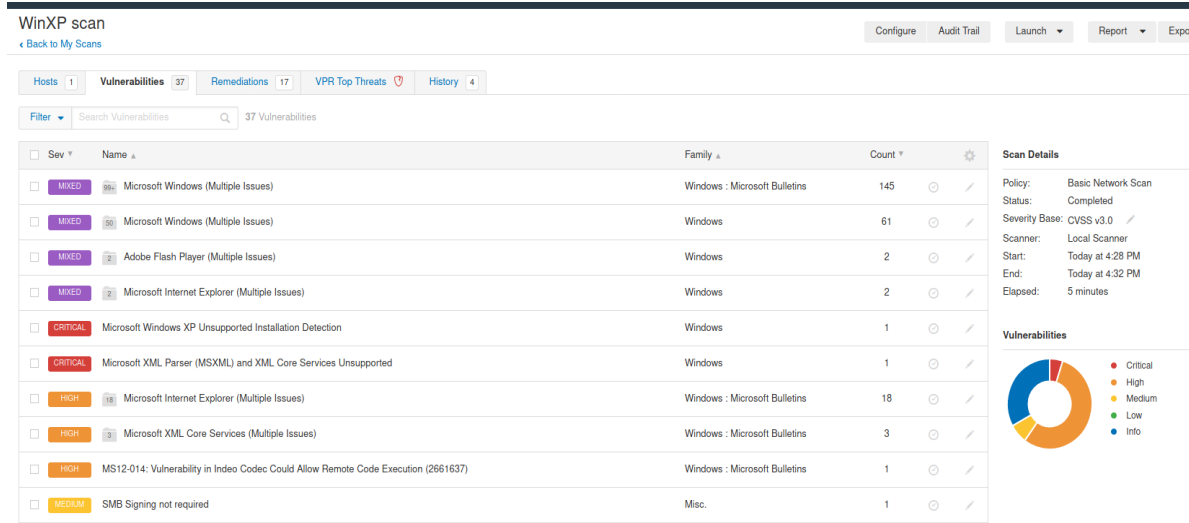 WinXP scan
Back to My Scans
Configure Audit Trail Launch Report Expo
Hosts 1 Vulnerabilities 37 Remediations 17 VPR Top Threats History 4
Filter Search Vulnerabilities 37 Vulnerabilities
Sev Name Family Count
MIXED 99+ Microsoft Windows (Multiple Issues) Windows : Microsoft Bulletins 145
MIXED 50 Microsoft Windows (Multiple Issues) Windows 61
MIXED 2 Adobe Flash Player (Multiple Issues) Windows 2
MIXED 2 Microsoft Internet Explorer (Multiple Issues) Windows 2
CRITICAL Microsoft Windows XP Unsupported Installation Detection Windows 1
CRITICAL Microsoft XML Parser (MSXML) and XML Core Services Unsupported Windows 1
HIGH 18 Microsoft Internet Explorer (Multiple Issues) Windows : Microsoft Bulletins 18
HIGH 3 Microsoft XML Core Services (Multiple Issues) Windows : Microsoft Bulletins 3
HIGH MS12-014: Vulnerability in Indeo Codec Could Allow Remote Code Execution (2661637) Windows : Microsoft Bulletins 1
MEDIUM SMB Signing not required Misc. 1
Scan Details
Policy: Basic Network Scan
Status: Completed
Severity Base: CVSS v3.0
Scanner: Local Scanner
Start: Today at 4:28 PM
End: Today at 4:32 PM
Elapsed: 5 minutes
Vulnerabilities
Critical
High
Medium
Low
Info